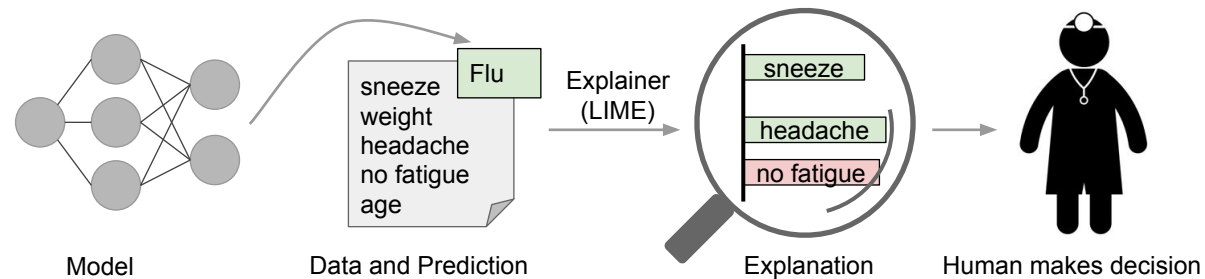 Flu
sneeze
weight
headache
no fatigue
age
Explainer
(LIME)
sneeze
headache
no fatigue
Model
Data and Prediction
Explanation
Human makes decision